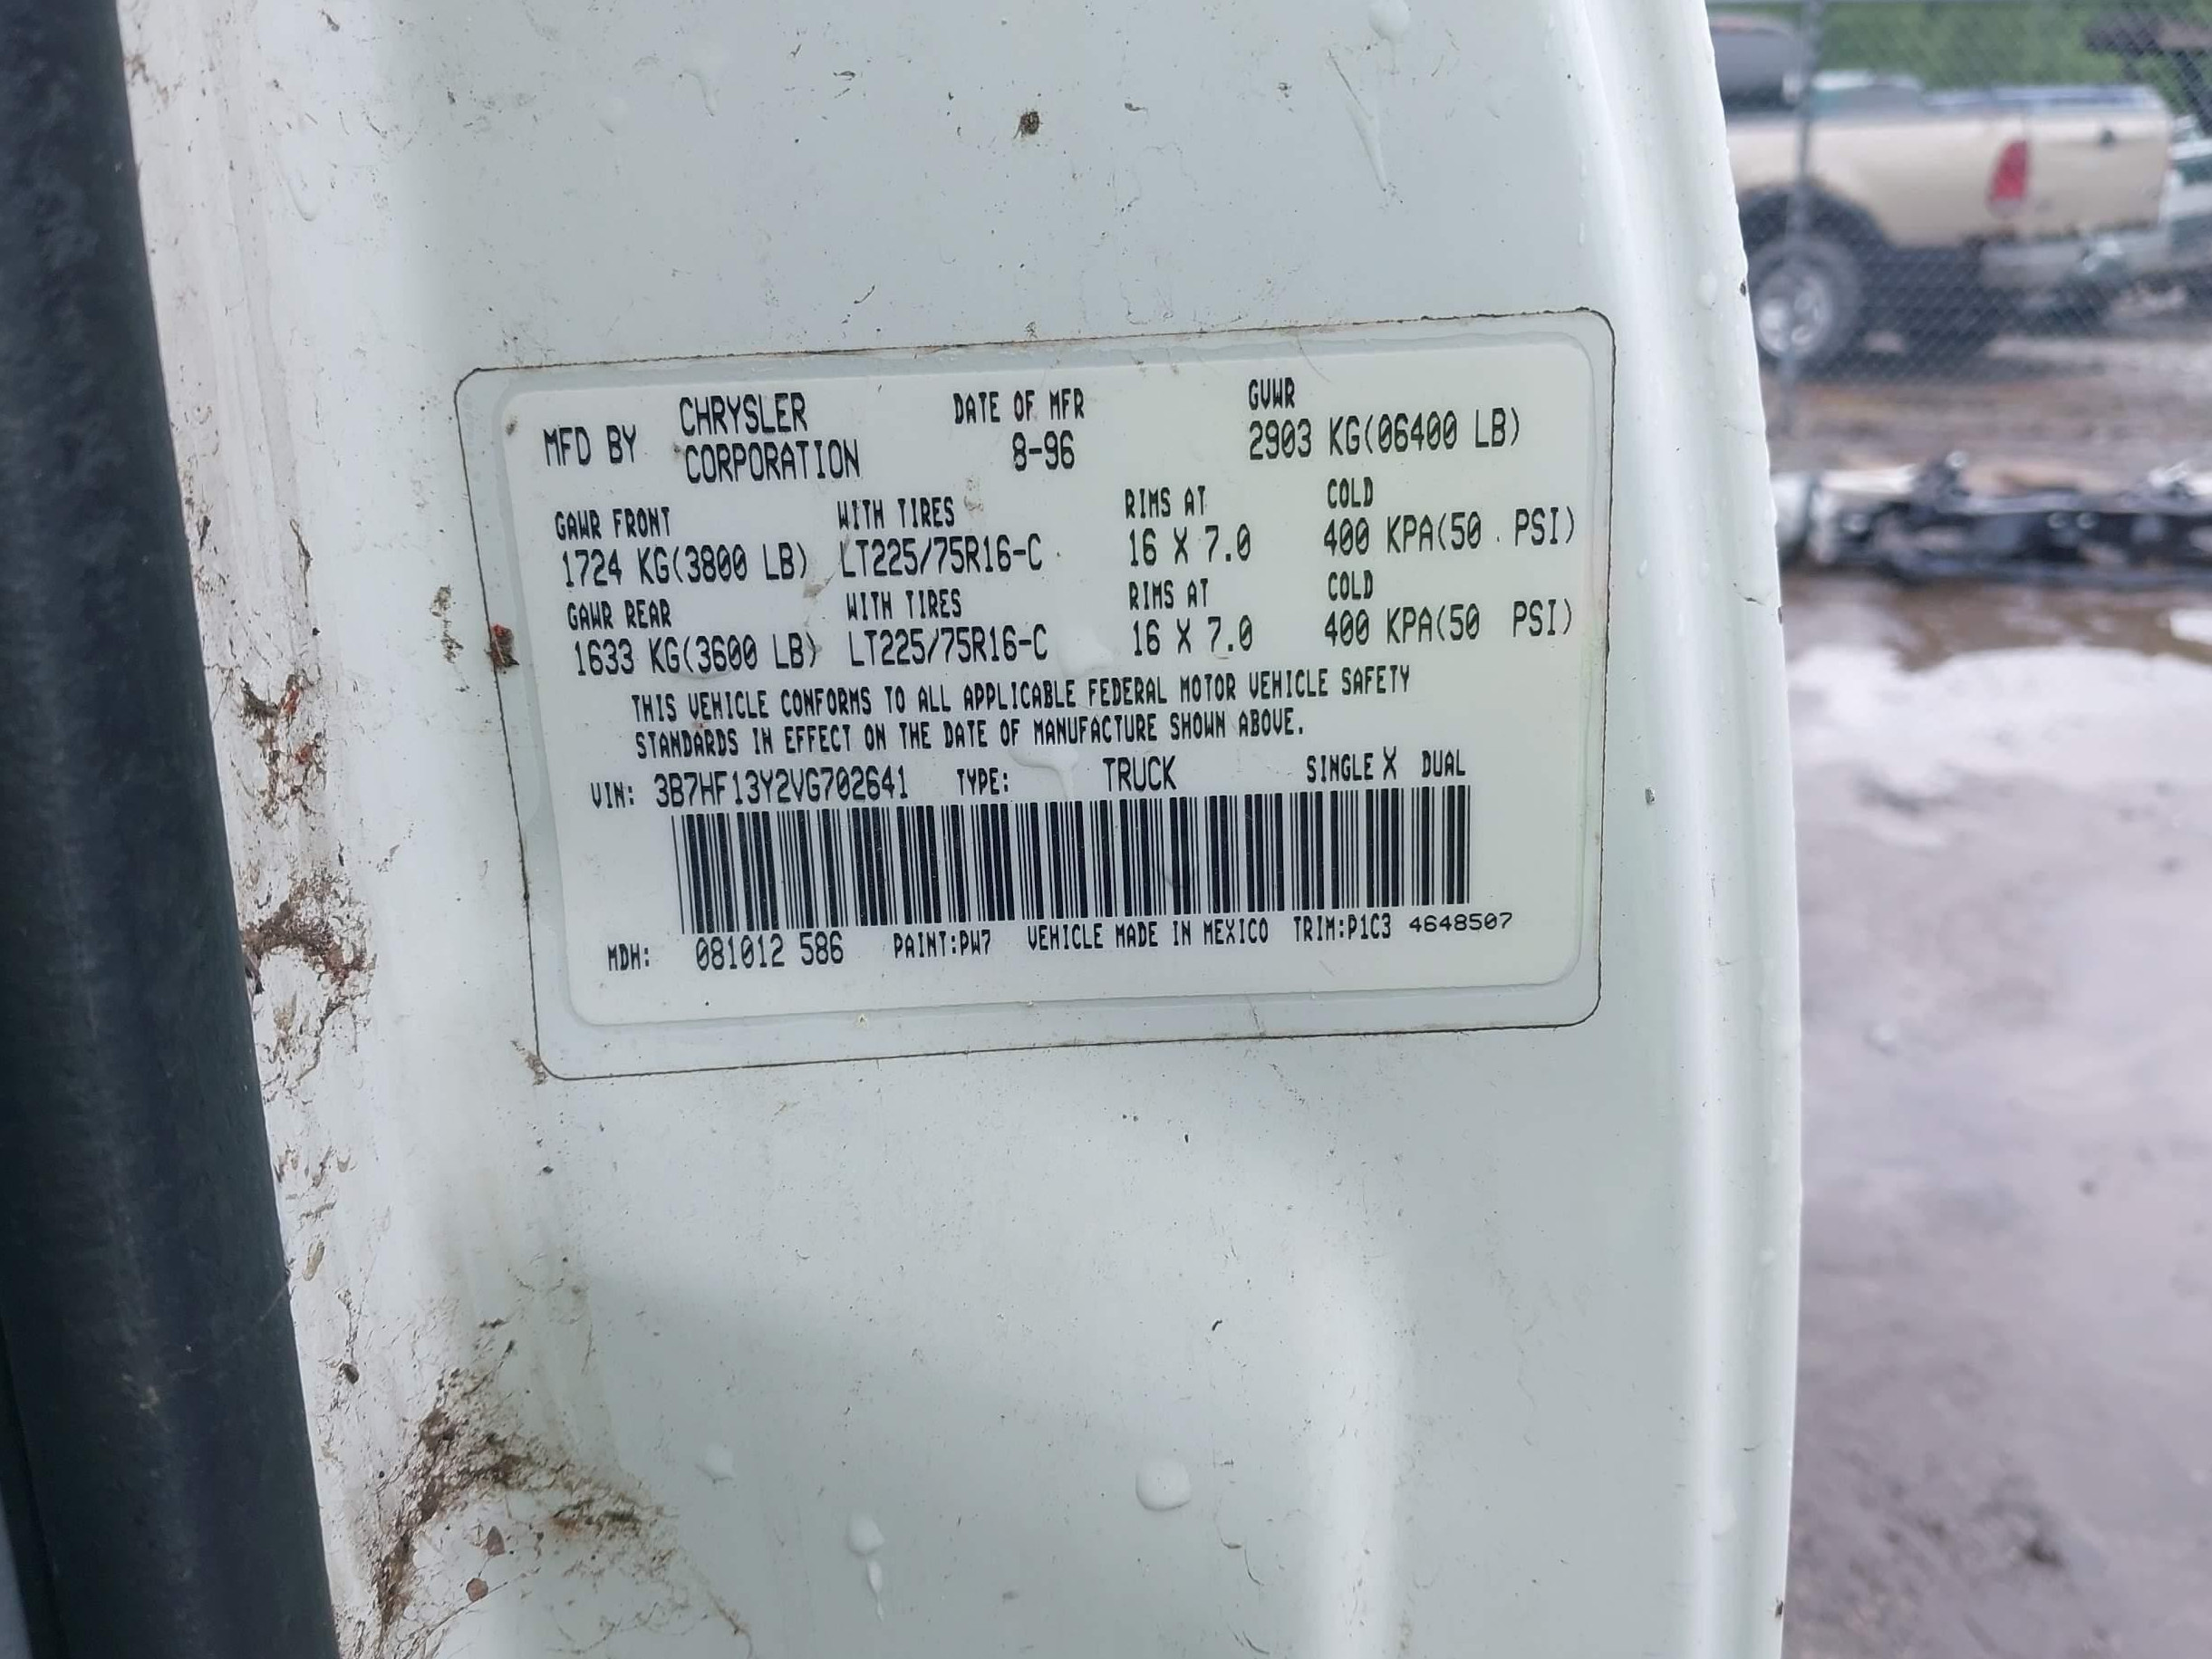 MFD BY CHRYSLER CORPORATION DATE OF MFR 8-96 GVWR 2903 KG(06400 LB)
GAWR FRONT WITH TIRES RIMS AT COLD
1724 KG(3800 LB) LT225/75R16-C 16 X 7.0 400 KPA(50 PSI)
GAWR REAR WITH TIRES RIMS AT COLD
1633 KG(3600 LB) LT225/75R16-C 16 X 7.0 400 KPA(50 PSI)
THIS VEHICLE CONFORMS TO ALL APPLICABLE FEDERAL MOTOR VEHICLE SAFETY
STANDARDS IN EFFECT ON THE DATE OF MANUFACTURE SHOWN ABOVE.
VIN: 3B7HF13Y2VG702641 TYPE: TRUCK SINGLE X DUAL
MDH: 081012 586 PAINT:PW7 VEHICLE MADE IN MEXICO TRIM:P1C3 4648507